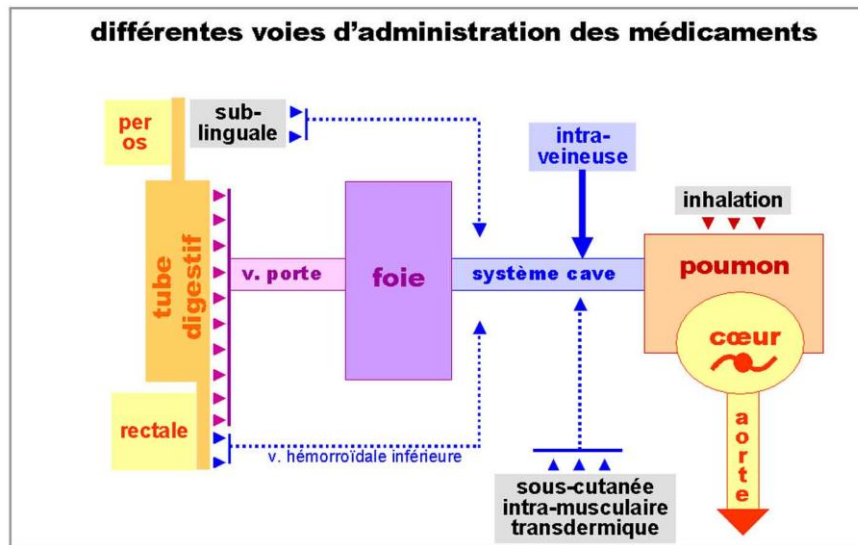 différentes voies d’administration des médicaments
per
os
sub-
linguale
intra-
veineuse
inhalation
tube
digestif
v. porte
foie
système cave
poumon
cœur
rectale
v. hémorroïdale inférieure
sous-cutanée
intra-musculaire
transdermique
aorte